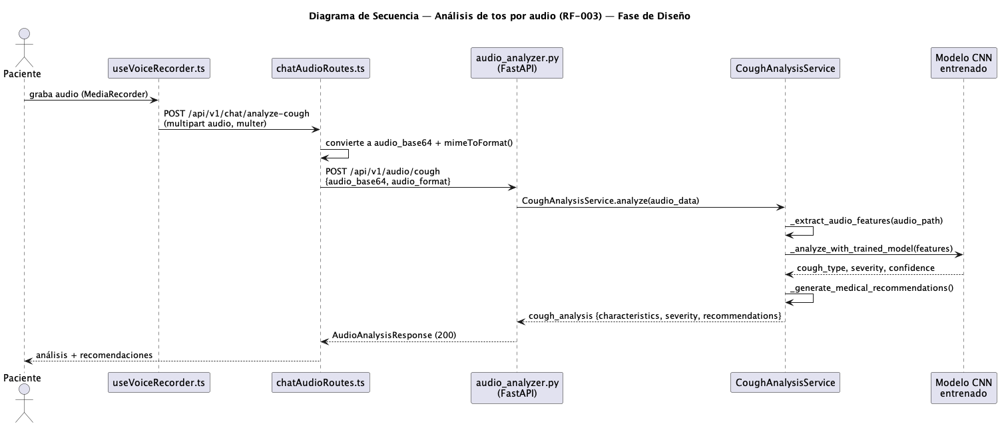 Diagrama de Secuencia — Análisis de tos por audio (RF-003) — Fase de Diseño
Paciente
useVoiceRecorder.ts
chatAudioRoutes.ts
audio_analyzer.py
(FastAPI)
CoughAnalysisService
Modelo CNN
entrenado
graba audio (MediaRecorder)
POST /api/v1/chat/analyze-cough
(multipart audio, multer)
convierte a audio_base64 + mimeToFormat()
POST /api/v1/audio/cough
{audio_base64, audio_format}
CoughAnalysisService.analyze(audio_data)
_extract_audio_features(audio_path)
_analyze_with_trained_model(features)
cough_type, severity, confidence
_generate_medical_recommendations()
cough_analysis {characteristics, severity, recommendations}
AudioAnalysisResponse (200)
análisis + recomendaciones
Paciente
useVoiceRecorder.ts
chatAudioRoutes.ts
audio_analyzer.py
(FastAPI)
CoughAnalysisService
Modelo CNN
entrenado